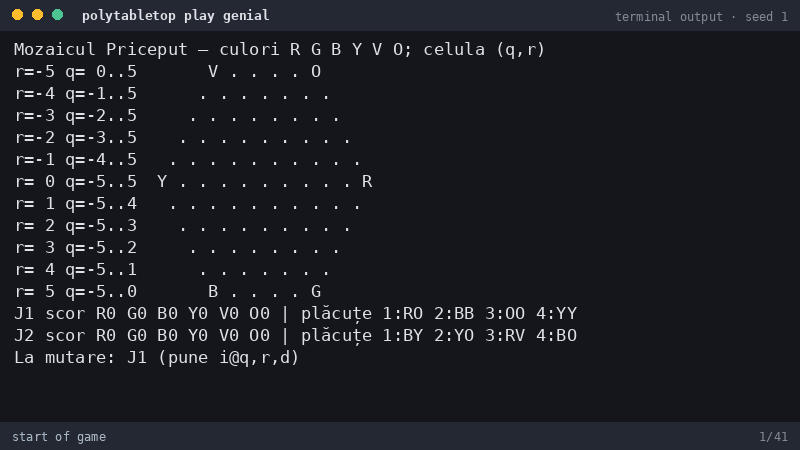 polytabletop play genial
terminal output · seed 1
Mozaicul Priceput — culori R G B Y V O; celula (q,r)
r=-5 q= 0..5       V . . . . O
r=-4 q=-1..5      . . . . . . .
r=-3 q=-2..5     . . . . . . . .
r=-2 q=-3..5    . . . . . . . . .
r=-1 q=-4..5   . . . . . . . . . .
r= 0 q=-5..5  Y . . . . . . . . . R
r= 1 q=-5..4   . . . . . . . . . .
r= 2 q=-5..3    . . . . . . . . .
r= 3 q=-5..2     . . . . . . . .
r= 4 q=-5..1      . . . . . . .
r= 5 q=-5..0       B . . . . G
J1 scor R0 G0 B0 Y0 V0 O0 | plăcuțe 1:RO 2:BB 3:OO 4:YY
J2 scor R0 G0 B0 Y0 V0 O0 | plăcuțe 1:BY 2:YO 3:RV 4:BO
La mutare: J1 (pune i@q,r,d)
start of game
1/41